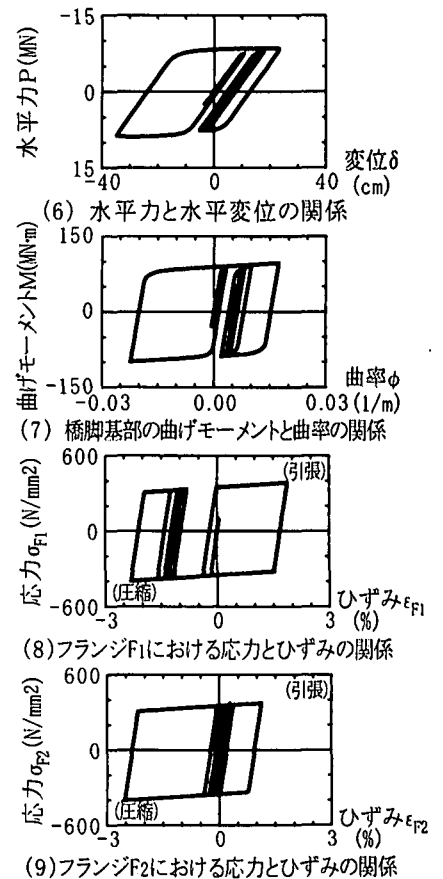 -15
水平力P(MN)
0
15
-40
0
40
変位δ
(cm)
(6) 水平力と水平変位の関係
150
曲げモーメントM(MN·m)
0
-150
-0.03
0.00
0.03
曲率φ
(1/m)
(7) 橋脚基部の曲げモーメントと曲率の関係
600
(引張)
応力σF1(N/mm2)
0
(圧縮)
-600
-3
0
3
ひずみεF1
(%)
(8)フランジF1における応力とひずみの関係
600
(引張)
応力σF2(N/mm2)
0
(圧縮)
-600
-3
0
3
ひずみεF2
(%)
(9)フランジF2における応力とひずみの関係